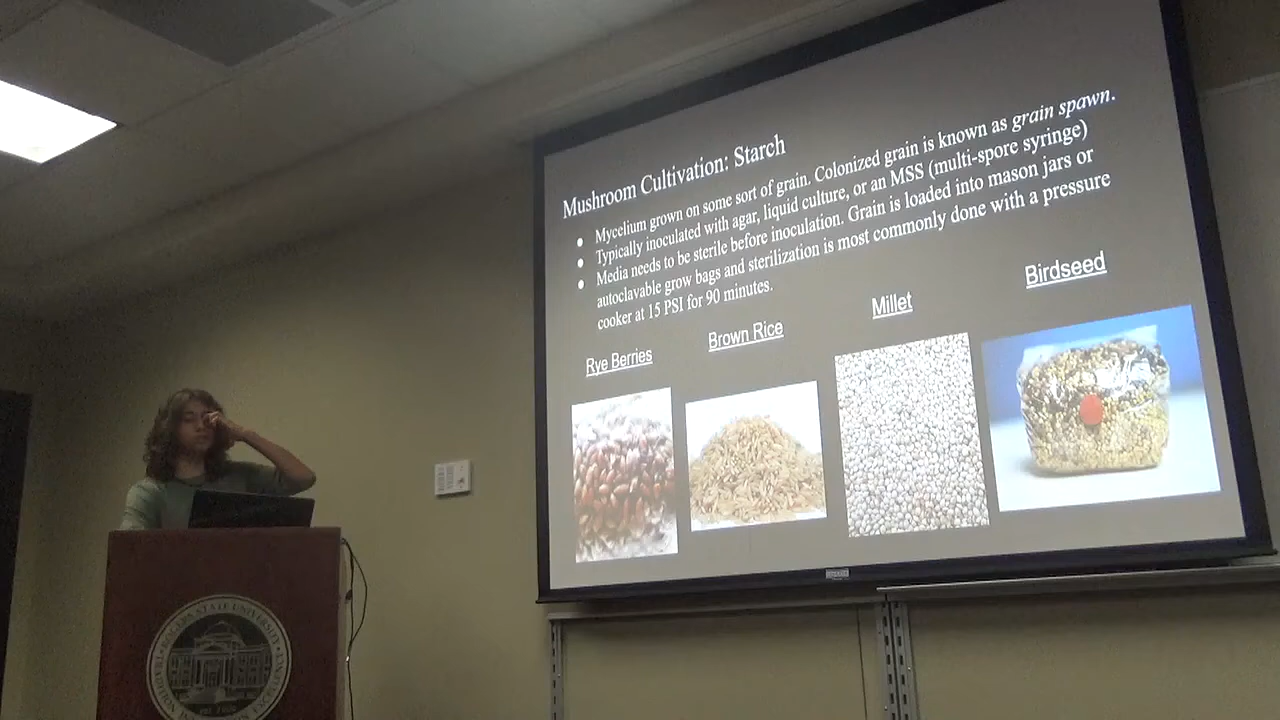 Mushroom Cultivation: Starch
Mycelium grown on some sort of grain. Colonized grain is known as grain spawn.
Typically inoculated with agar, liquid culture, or an MSS (multi-spore syringe)
Media needs to be sterile before inoculation. Grain is loaded into mason jars or
autoclavable grow bags and sterilization is most commonly done with a pressure
cooker at 15 PSI for 90 minutes.
Rye Berries
Brown Rice
Millet
Birdseed
ROGERS STATE UNIVERSITY